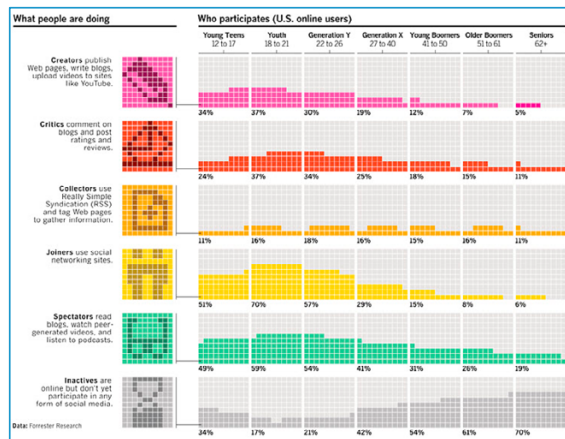 What people are doing
Who participates (U.S. online users)
Young Teens Youth Generation Y Generation X Young Boomers Older Boomers Seniors
12 to 17 18 to 21 22 to 26 27 to 40 41 to 50 51 to 61 62+
Creators publish
Web pages, write blogs,
upload videos to sites
like YouTube.
34% 37% 30% 19% 12% 7% 5%
Critics comment on
blogs and post
ratings and
reviews.
24% 37% 34% 25% 18% 15% 11%
Collectors use
Really Simple
Syndication (RSS)
and tag Web pages
to gather information.
11% 16% 18% 16% 15% 16% 11%
Joiners use social
networking sites.
51% 70% 57% 29% 15% 8% 6%
Spectators read
blogs, watch peer-
generated videos, and
listen to podcasts.
49% 59% 54% 41% 31% 26% 19%
Inactives are
online but don't yet
participate in any
form of social media.
34% 17% 21% 42% 54% 61% 70%
Data: Forrester Research